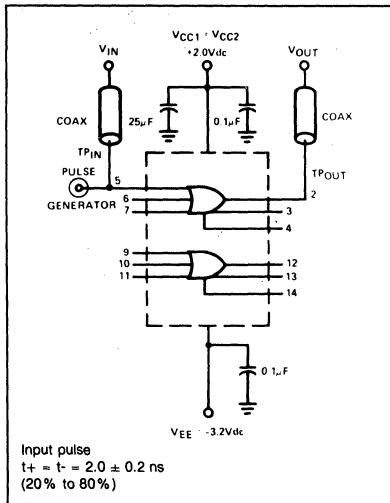 VIN
VCC1 = VCC2
+2.0Vdc
VOUT
COAX
25µF
0.1µF
COAX
TPIN
TPOUT
PULSE
GENERATOR
5
6
7
2
3
4
9
10
11
12
13
14
0 1µF
VEE -3.2Vdc
Input pulse
t+ = t- = 2.0 ± 0.2 ns
(20% to 80%)